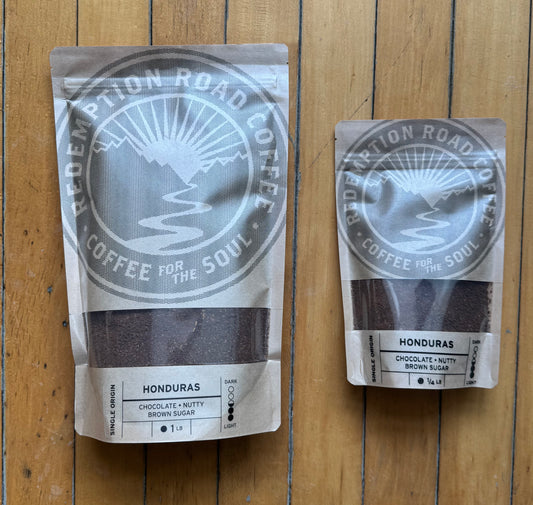 REDEMPTION ROAD COFFEE
• COFFEE FOR THE SOUL •
SINGLE ORIGIN
HONDURAS
CHOCOLATE • NUTTY
BROWN SUGAR
1 LB
DARK
LIGHT
REDEMPTION ROAD COFFEE
• COFFEE FOR THE SOUL •
SINGLE ORIGIN
HONDURAS
CHOCOLATE • NUTTY
BROWN SUGAR
¼ LB
DARK
LIGHT